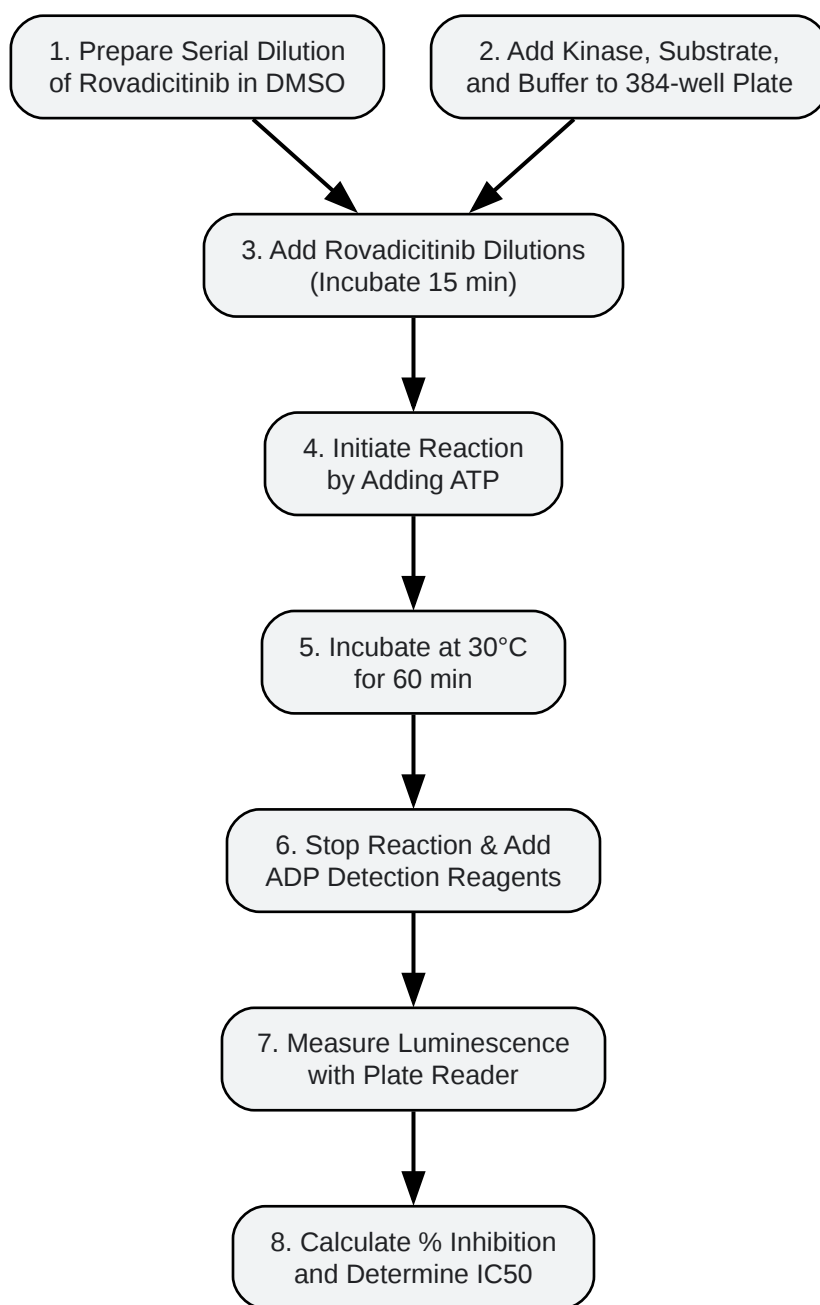 1. Prepare Serial Dilution
of Rovadicitinib in DMSO
2. Add Kinase, Substrate,
and Buffer to 384-well Plate
3. Add Rovadicitinib Dilutions
(Incubate 15 min)
4. Initiate Reaction
by Adding ATP
5. Incubate at 30°C
for 60 min
6. Stop Reaction & Add
ADP Detection Reagents
7. Measure Luminescence
with Plate Reader
8. Calculate % Inhibition
and Determine IC50